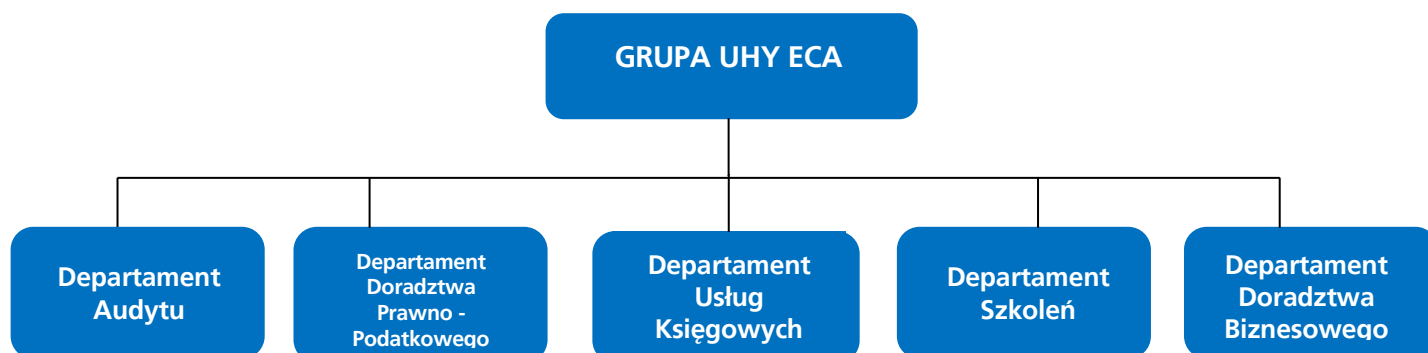 GRUPA UHY ECA
Departament
Audytu
Departament
Doradztwa
Prawno -
Podatkowego
Departament
Usług
Księgowych
Departament
Szkoleń
Departament
Doradztwa
Biznesowego